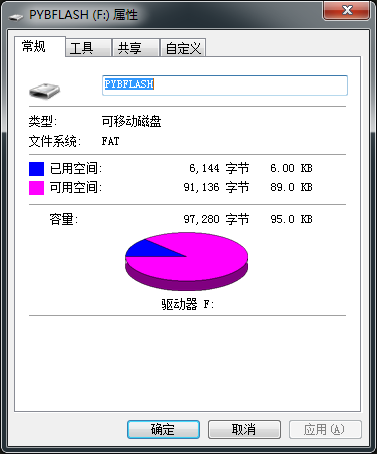 PYBFLASH (F:) 属性
常规 工具 共享 自定义
PYBFLASH
类型: 可移动磁盘
文件系统: FAT
已用空间: 6,144 字节 6.00 KB
可用空间: 91,136 字节 89.0 KB
容量: 97,280 字节 95.0 KB
驱动器 F:
确定 取消 应用(A)